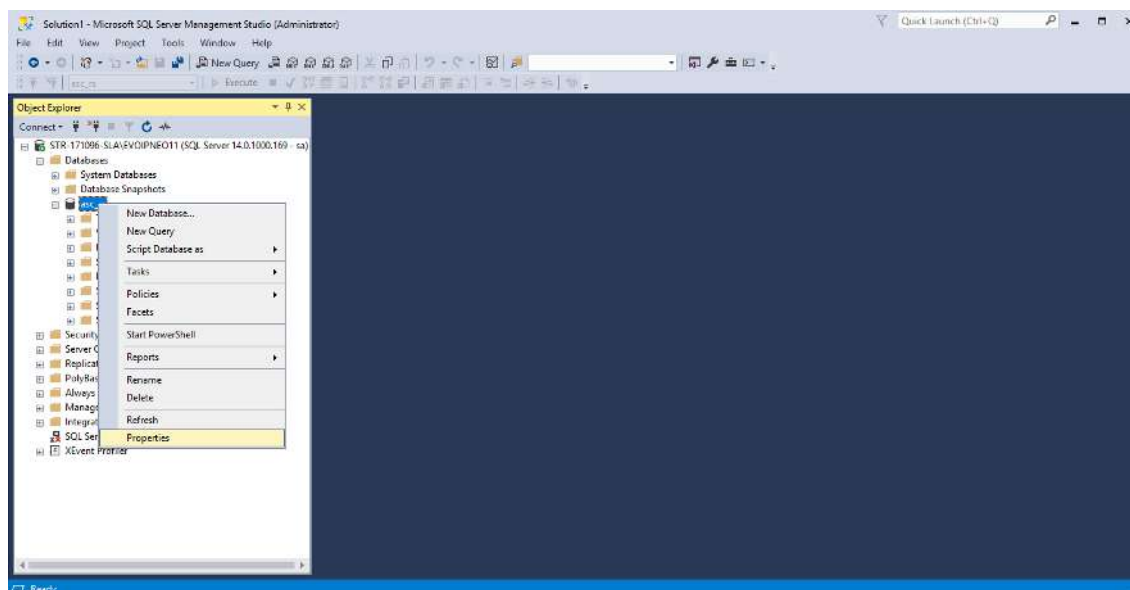 Solution1 - Microsoft SQL Server Management Studio (Administrator)
Quick Launch (Ctrl+Q)
File Edit View Project Tools Window Help
New Query
Execute
Object Explorer
Connect
STR-171096-SLA\EVOIPNEO11 (SQL Server 14.0.1000.169 - sa)
Databases
System Databases
Database Snapshots
New Database...
New Query
Script Database as
Tasks
Policies
Facets
Start PowerShell
Reports
Rename
Delete
Refresh
Properties
Security
Server O
Replicat
PolyBas
Always
Manage
Integrat
SQL Ser
XEvent Profiler
Ready